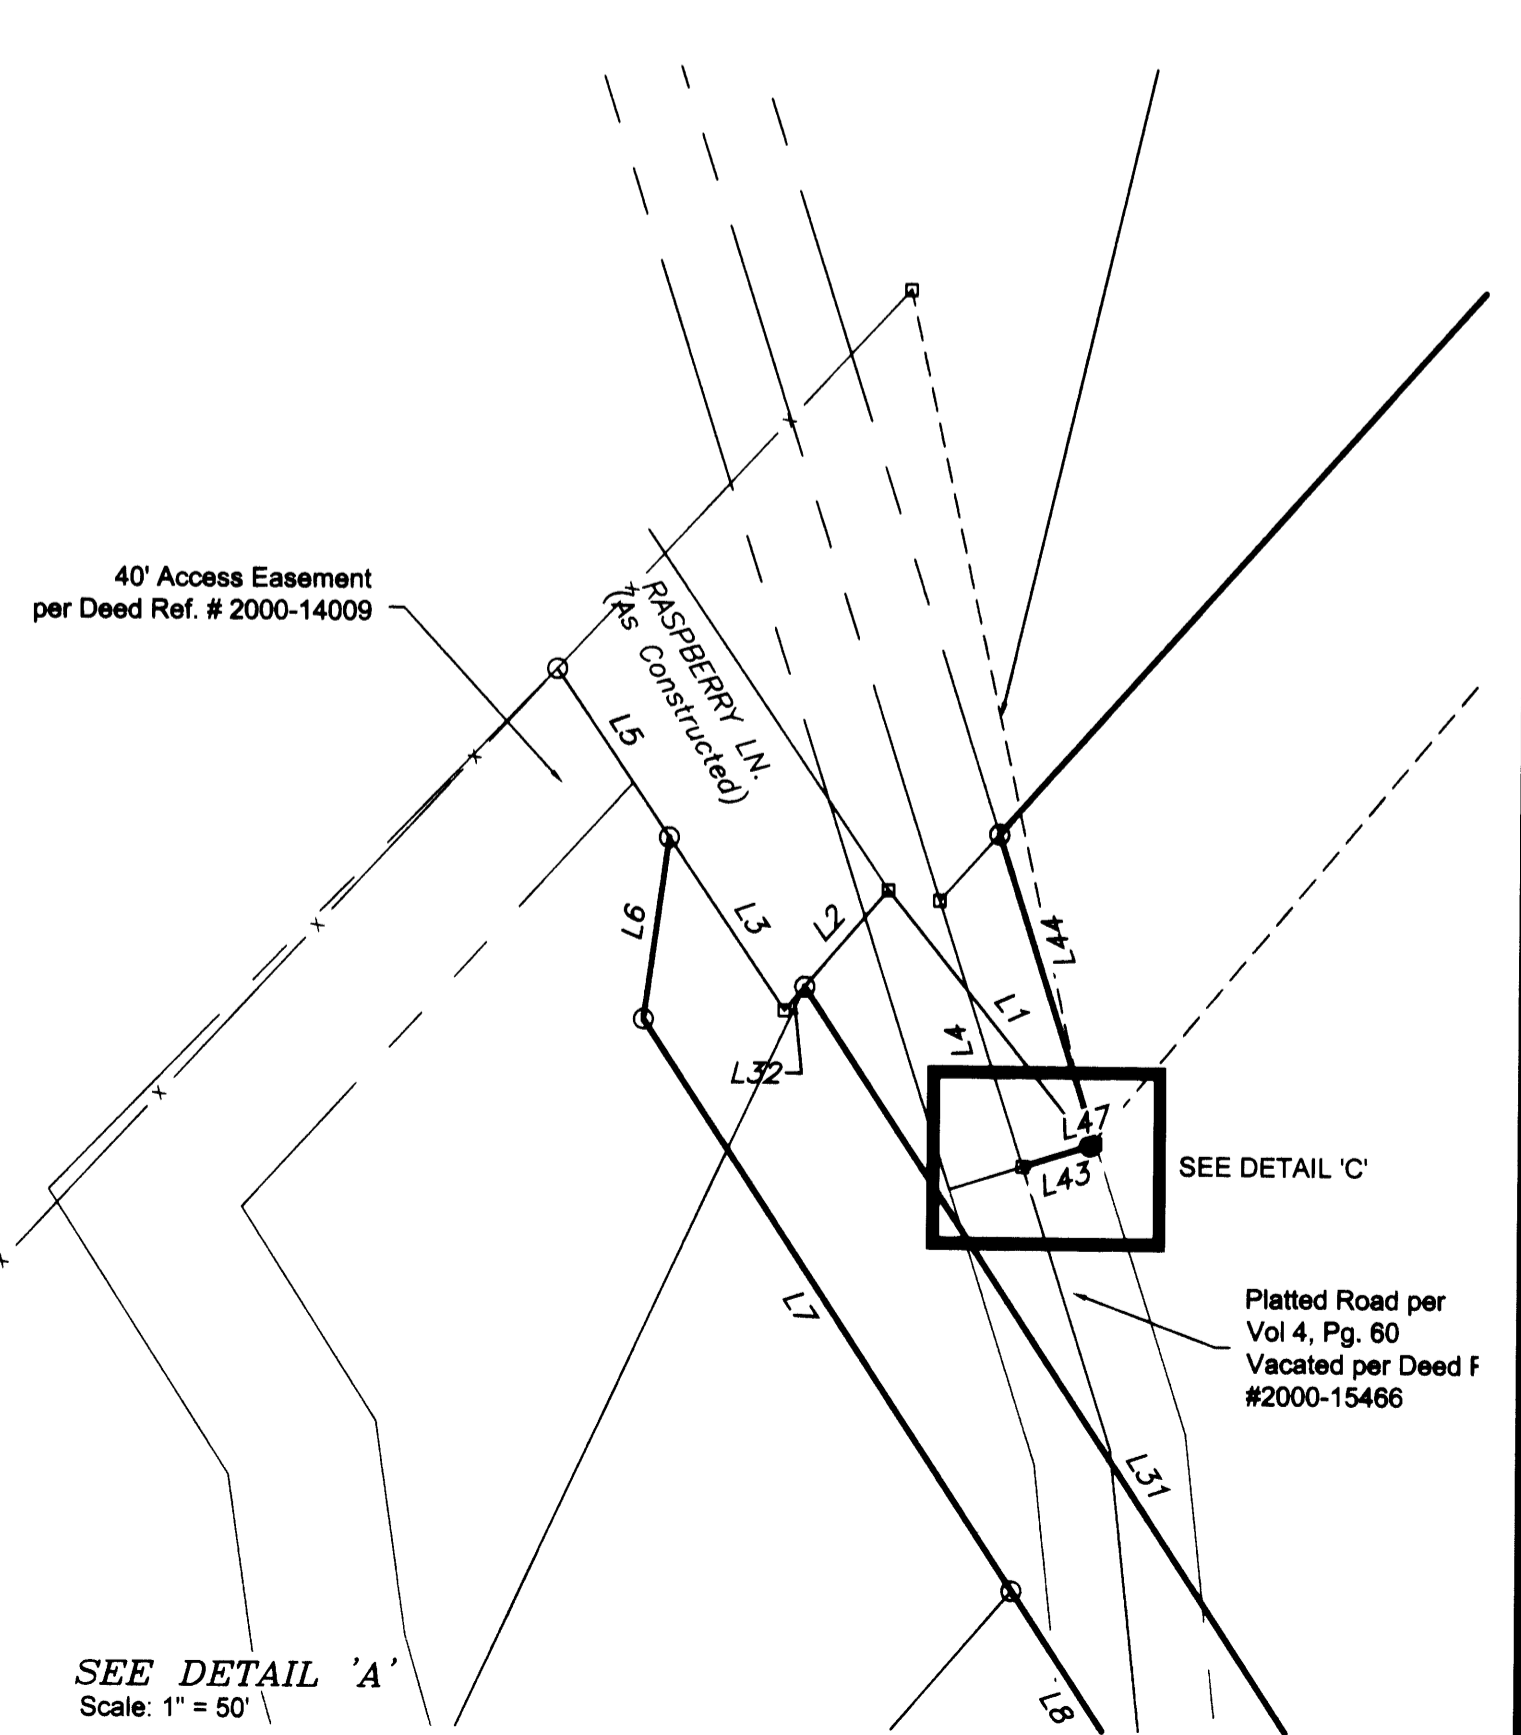 40' Access Easement
per Deed Ref. # 2000-14009
RASPBERRY LN.
(As Constructed)
L5
L3
L2
L6
L44
L1
L4
L32
L47
L43
SEE DETAIL 'C'
L7
Platted Road per
Vol 4, Pg. 60
Vacated per Deed
#2000-15466
L31
SEE DETAIL 'A'
Scale: 1" = 50'
L8